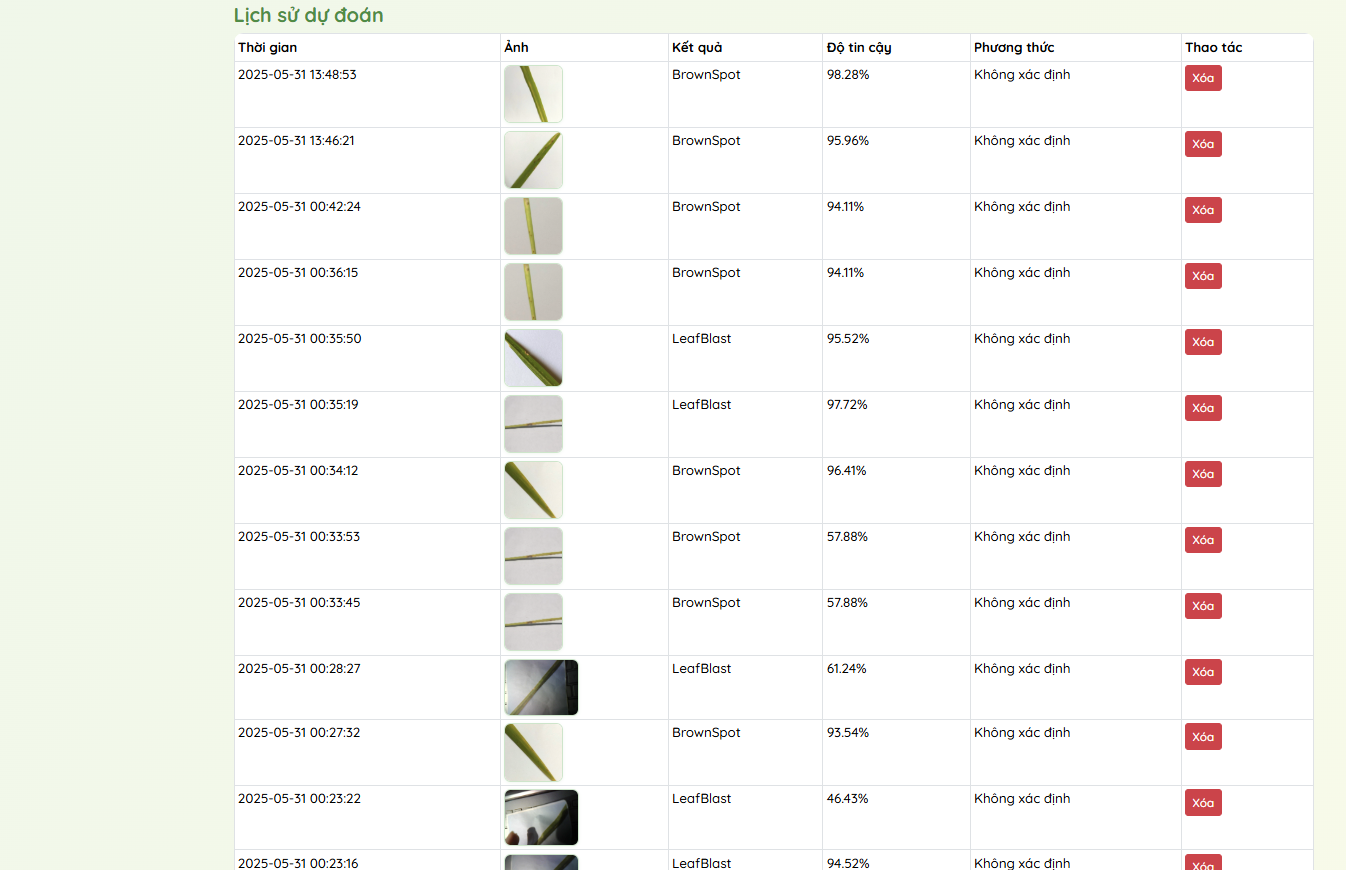 Lịch sử dự đoán
Thời gian Ảnh Kết quả Độ tin cậy Phương thức Thao tác
2025-05-31 13:48:53 BrownSpot 98.28% Không xác định Xóa
2025-05-31 13:46:21 BrownSpot 95.96% Không xác định Xóa
2025-05-31 00:42:24 BrownSpot 94.11% Không xác định Xóa
2025-05-31 00:36:15 BrownSpot 94.11% Không xác định Xóa
2025-05-31 00:35:50 LeafBlast 95.52% Không xác định Xóa
2025-05-31 00:35:19 LeafBlast 97.72% Không xác định Xóa
2025-05-31 00:34:12 BrownSpot 96.41% Không xác định Xóa
2025-05-31 00:33:53 BrownSpot 57.88% Không xác định Xóa
2025-05-31 00:33:45 BrownSpot 57.88% Không xác định Xóa
2025-05-31 00:28:27 LeafBlast 61.24% Không xác định Xóa
2025-05-31 00:27:32 BrownSpot 93.54% Không xác định Xóa
2025-05-31 00:23:22 LeafBlast 46.43% Không xác định Xóa
2025-05-31 00:23:16 LeafBlast 94.52% Không xác định Xóa